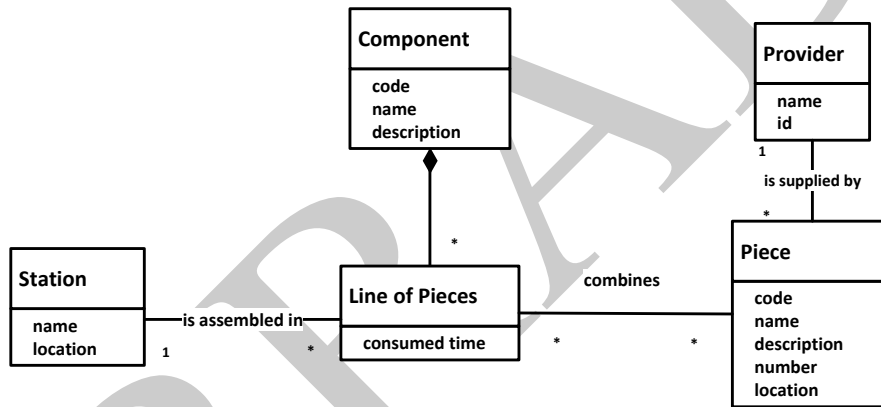 Component
code
name
description
Provider
name
id
1
is supplied by
*
Station
name
location
is assembled in
1
*
*
Line of Pieces
consumed time
combines
*
*
Piece
code
name
description
number
location